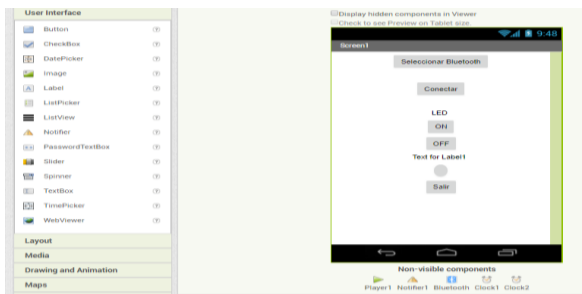 User Interface
Button
CheckBox
DatePicker
Image
Label
ListPicker
ListView
Notifier
PasswordTextBox
Slider
Spinner
TextBox
TimePicker
WebViewer
Layout
Media
Drawing and Animation
Maps
Display hidden components in Viewer
Check to see Preview on Tablet size.
9:48
Screen1
Seleccionar Bluetooth
Conectar
LED
ON
OFF
Text for Label1
Salir
Non-visible components
Player1 Notifier1 Bluetooth Clock1 Clock2